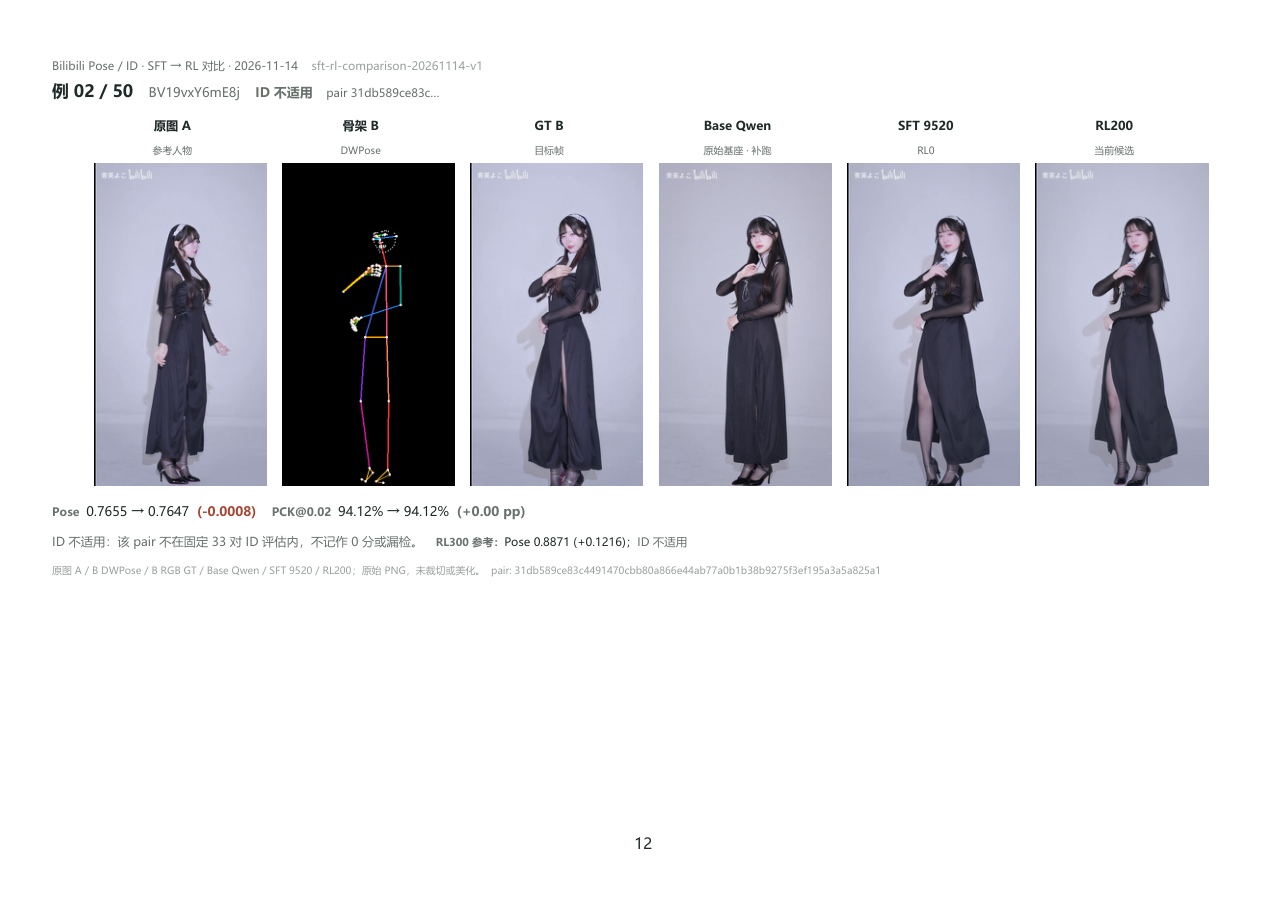 Bilibili Pose / ID · SFT → RL 对比 · 2026-11-14 sft-rl-comparison-20261114-v1
例 02 / 50 BV19vxY6mE8j ID 不适用 pair 31db589ce83c…
原图 A 骨架 B GT B Base Qwen SFT 9520 RL200
参考人物 DWPose 目标帧 原始基座 · 补跑 RL0 当前候选
bilibili bilibili bilibili bilibili bilibili
Pose 0.7655 → 0.7647 (-0.0008) PCK@0.02 94.12% → 94.12% (+0.00 pp)
ID 不适用：该 pair 不在固定 33 对 ID 评估内，不记作 0 分或漏检。 RL300 参考：Pose 0.8871 (+0.1216)；ID 不适用
原图 A / B DWPose / B RGB GT / Base Qwen / SFT 9520 / RL200；原始 PNG，未裁切或美化。 pair: 31db589ce83c4491470cbb80a866e44ab77a0b1b38b9275f3ef195a3a5a825a1
12